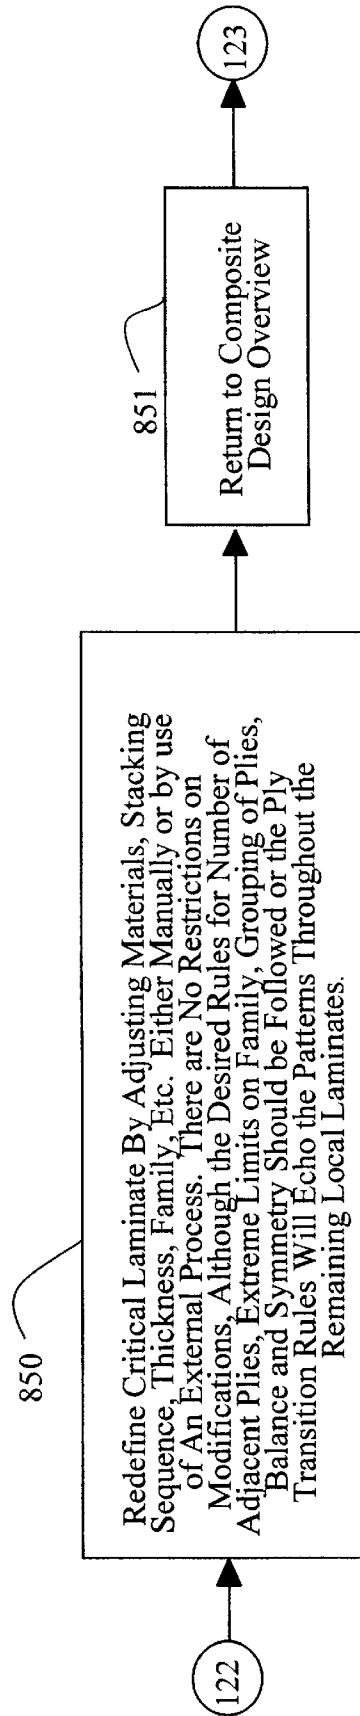 122
850
Redefine Critical Laminate By Adjusting Materials, Stacking
Sequence, Thickness, Family, Etc. Either Manually or by use
of An External Process. There are No Restrictions on
Modifications, Although the Desired Rules for Number of
Adjacent Plies, Extreme Limits on Family, Grouping of Plies,
Balance and Symmetry Should be Followed or the Ply
Transition Rules Will Echo the Patterns Throughout the
Remaining Local Laminates.
851
Return to Composite
Design Overview
123